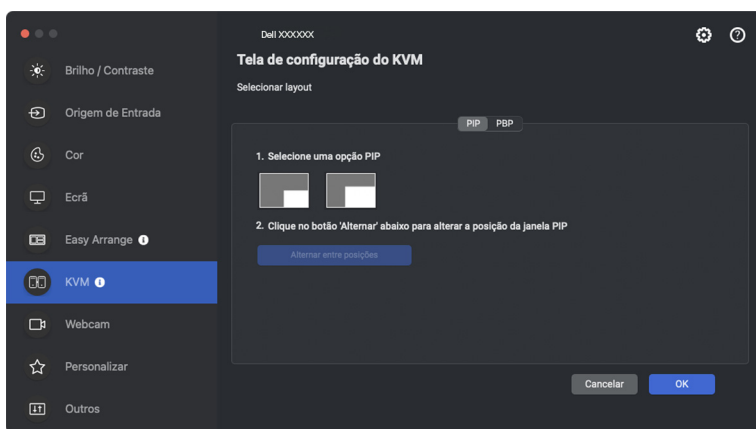 Dell XXXXXX
Tela de configuração do KVM
Selecionar layout
Brilho / Contraste
Origem de Entrada
Cor
Ecrã
Easy Arrange
KVM
Webcam
Personalizar
Outros
PIP PBP
1. Selecione uma opção PIP
2. Clique no botão 'Alternar' abaixo para alterar a posição da janela PIP
Alternar entre posições
Cancelar OK